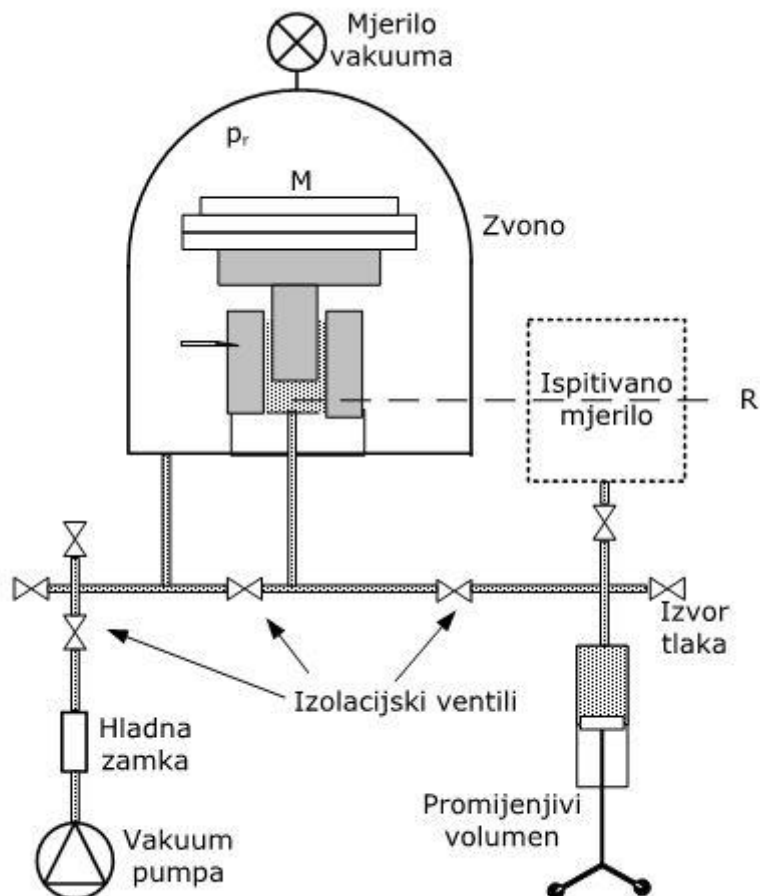 Mjerilo
vakuuma
pr
M
Zvono
Ispitivano
mjerilo
R
Izvor
tlaka
Izolacijski ventili
Hladna
zamka
Promijenjivi
volumen
Vakuum
pumpa